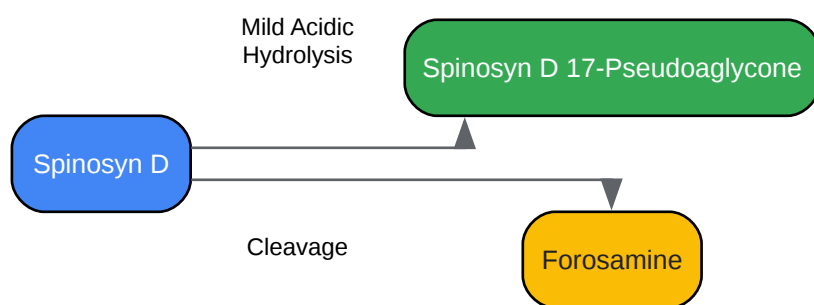 Mild Acidic
Hydrolysis
Spinosyn D 17-Pseudoaglycone
Spinosyn D
Cleavage
Forosamine